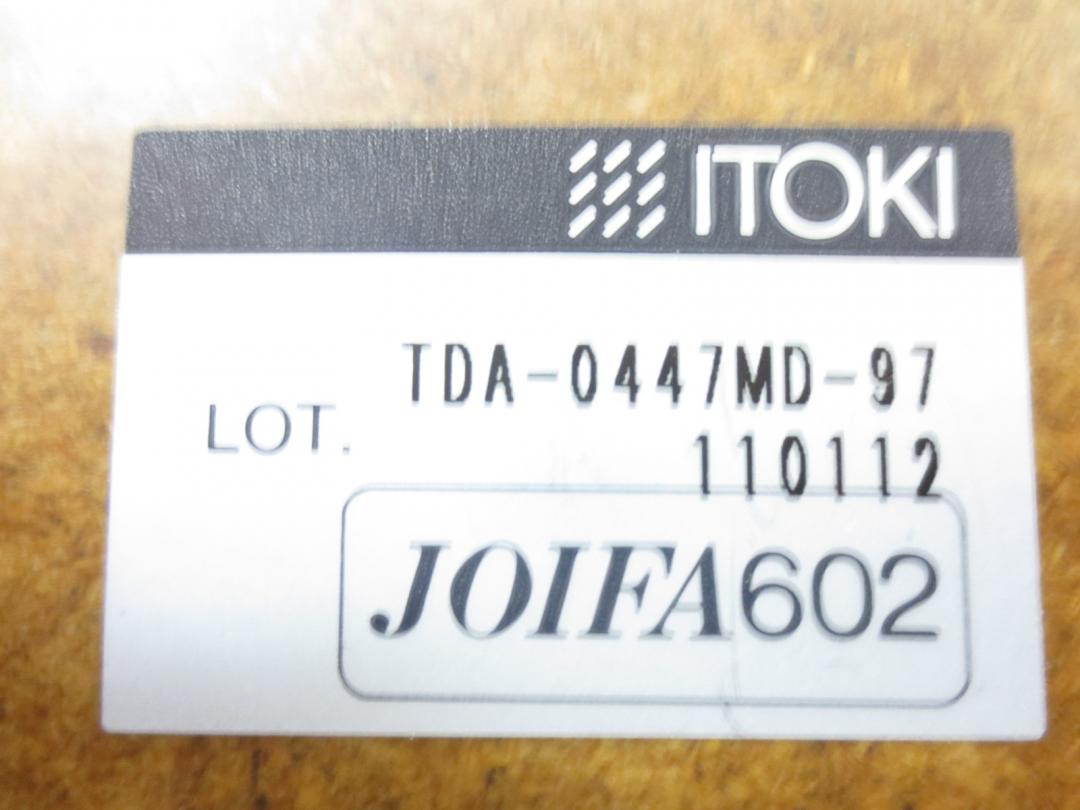 ITOKI
TDA-0447MD-97
LOT.
110112
JOIFA602